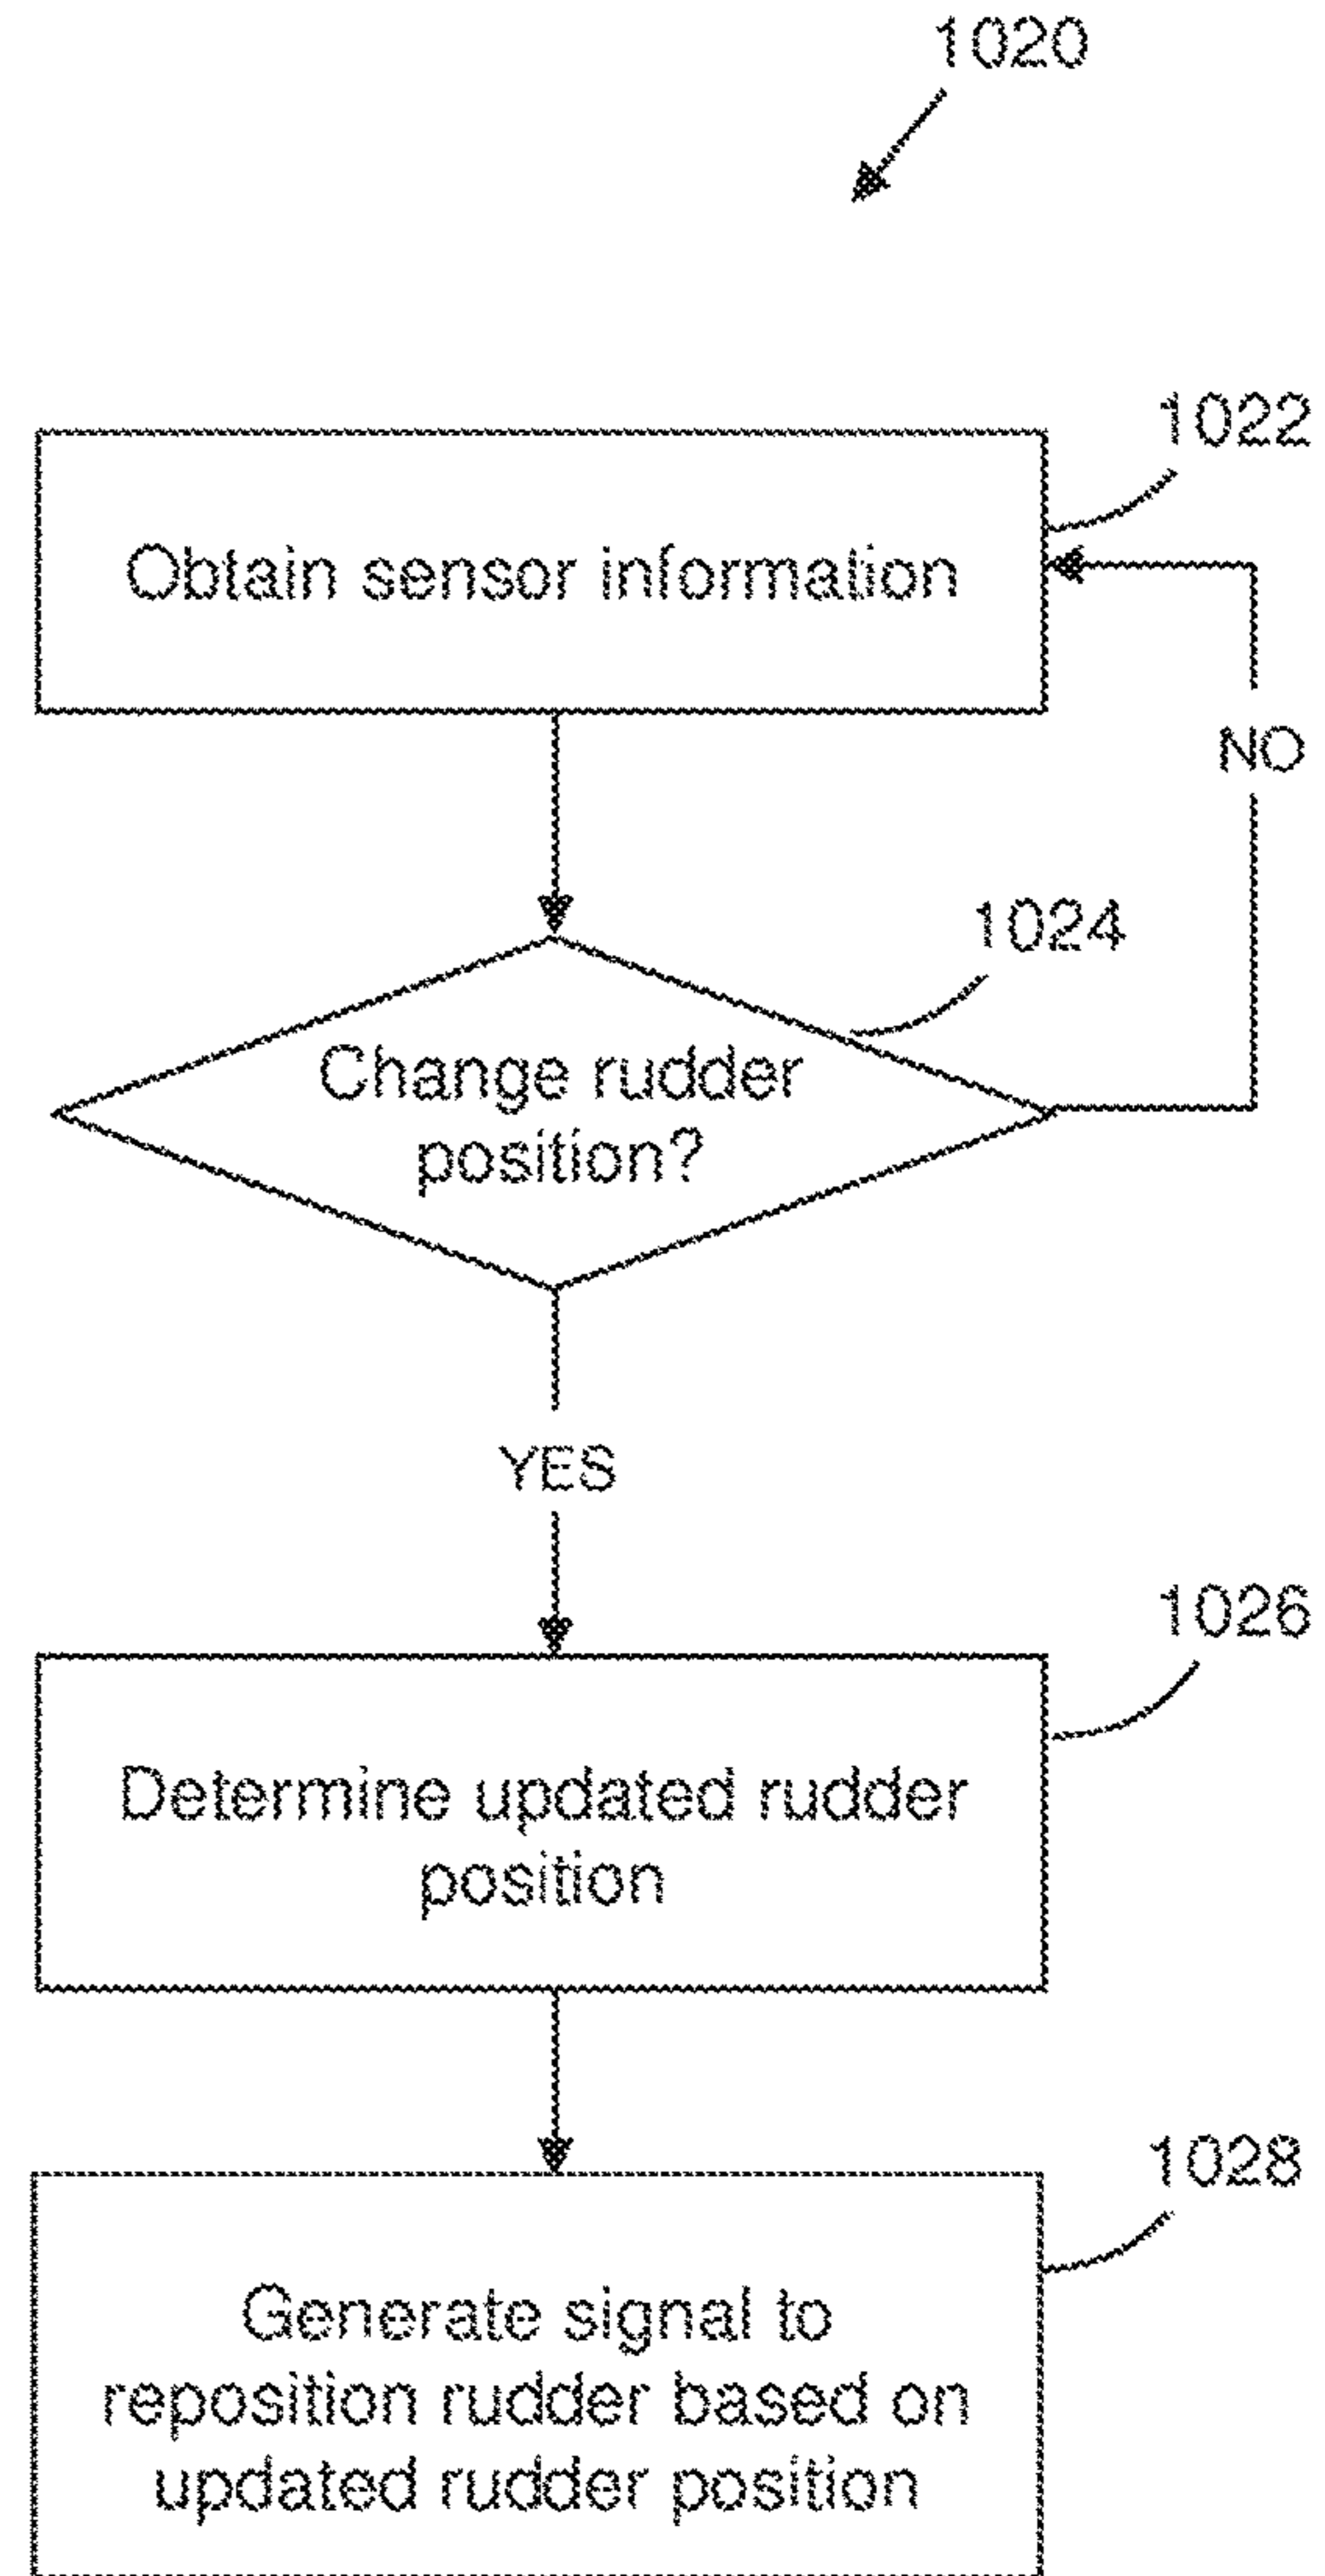 1020
1022
Obtain sensor information
NO
1024
Change rudder
position?
YES
1026
Determine updated rudder
position
1028
Generate signal to
reposition rudder based on
updated rudder position